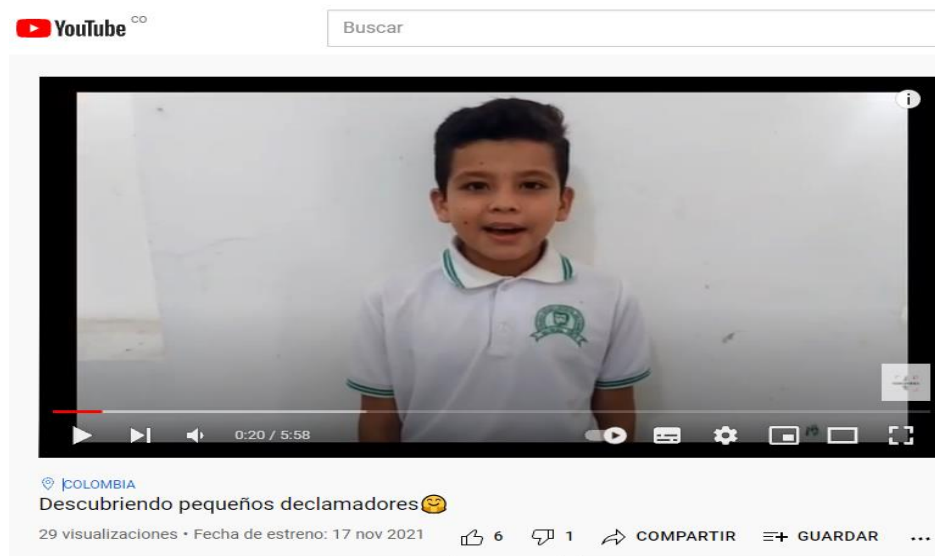 YouTube CO
Buscar
i
0:20 / 5:58
COLOMBIA
Descubriendo pequeños declamadores🤗
29 visualizaciones • Fecha de estreno: 17 nov 2021
6
1
COMPARTIR
GUARDAR
...